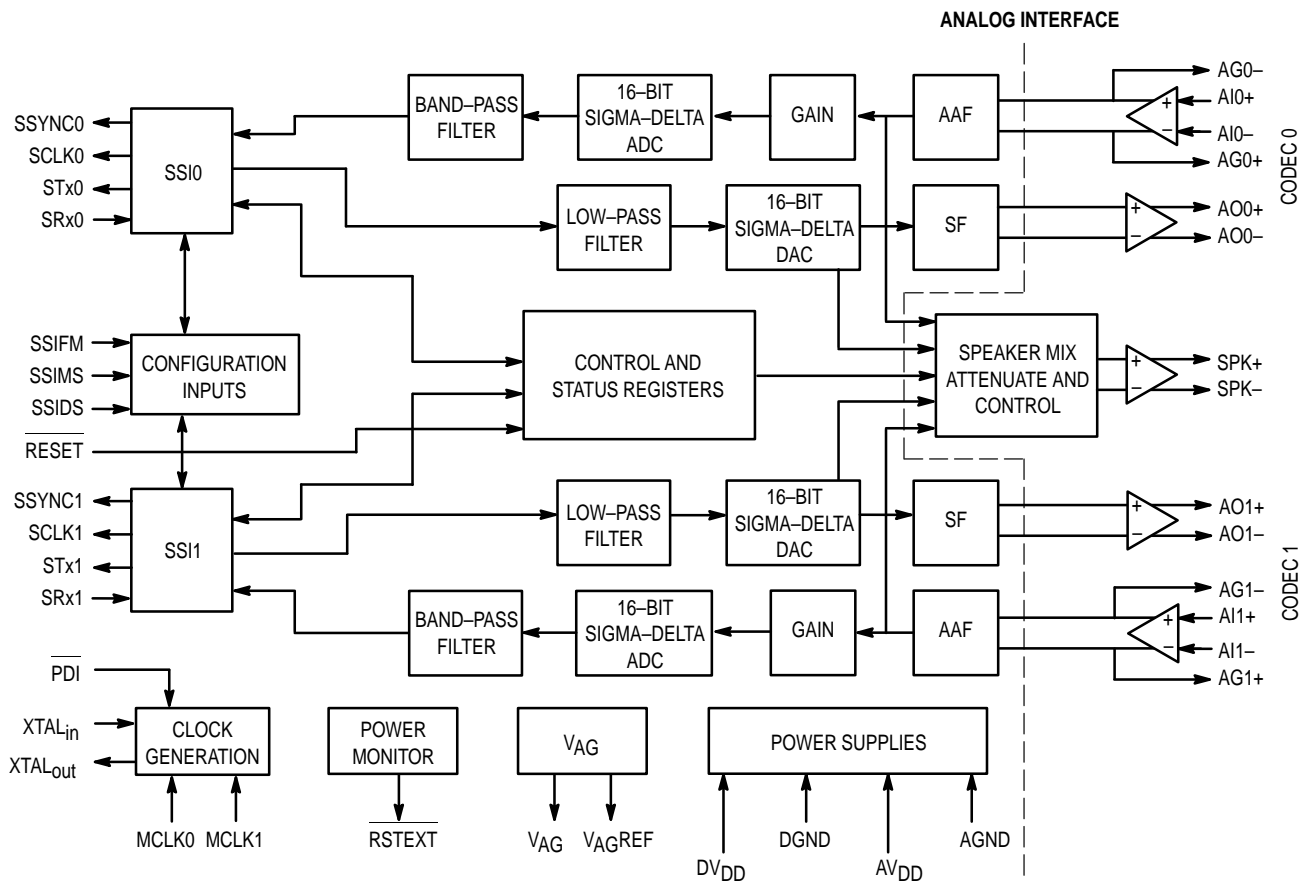 ANALOG INTERFACE
AG0–
AI0+
AI0–
AG0+
CODEC 0
SSYNC0
SCLK0
STx0
SRx0
SSI0
BAND–PASS
FILTER
16–BIT
SIGMA–DELTA
ADC
GAIN
AAF
+
–
LOW–PASS
FILTER
16–BIT
SIGMA–DELTA
DAC
SF
+
–
AO0+
AO0–
SSIFM
SSIMS
SSIDS
CONFIGURATION
INPUTS
CONTROL AND
STATUS REGISTERS
SPEAKER MIX
ATTENUATE AND
CONTROL
+
–
SPK+
SPK–
RESET
SSYNC1
SCLK1
STx1
SRx1
SSI1
LOW–PASS
FILTER
16–BIT
SIGMA–DELTA
DAC
SF
+
–
AO1+
AO1–
CODEC 1
BAND–PASS
FILTER
16–BIT
SIGMA–DELTA
ADC
GAIN
AAF
+
–
AG1–
AI1+
AI1–
AG1+
PDI
XTALin
XTALout
CLOCK
GENERATION
MCLK0
MCLK1
POWER
MONITOR
RSTEXT
VAG
VAG
VAGREF
POWER SUPPLIES
DVDD
DGND
AVDD
AGND